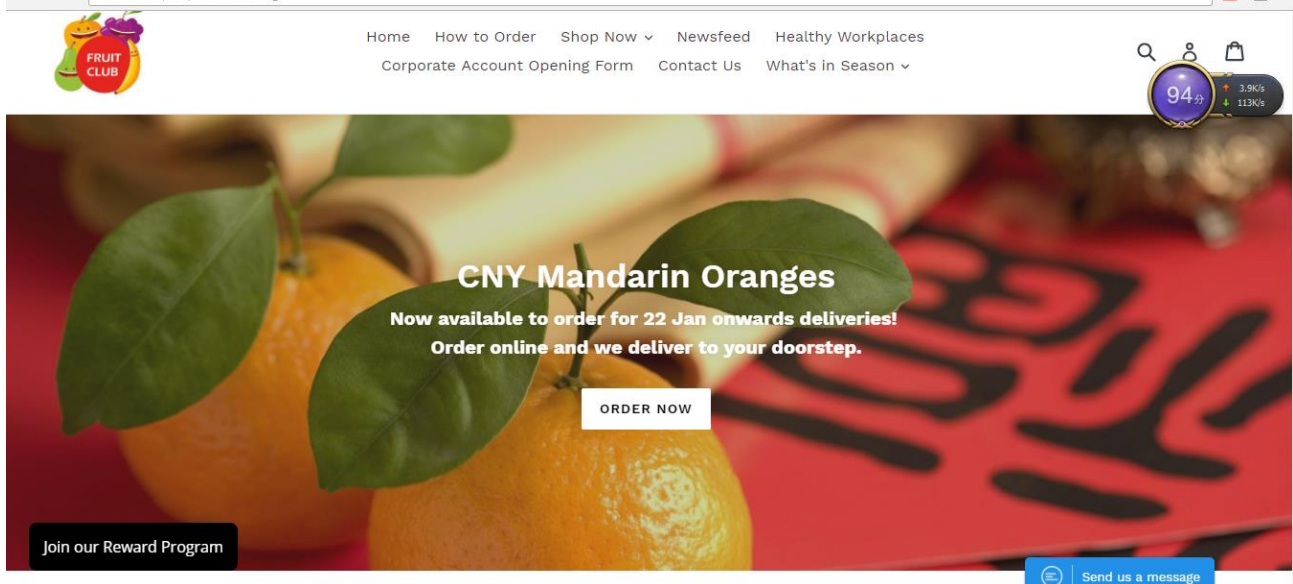 FRUIT
CLUB
Home How to Order Shop Now Newsfeed Healthy Workplaces
Corporate Account Opening Form Contact Us What's in Season
94分
3.9K/s
113K/s
CNY Mandarin Oranges
Now available to order for 22 Jan onwards deliveries!
Order online and we deliver to your doorstep.
ORDER NOW
Join our Reward Program
Send us a message